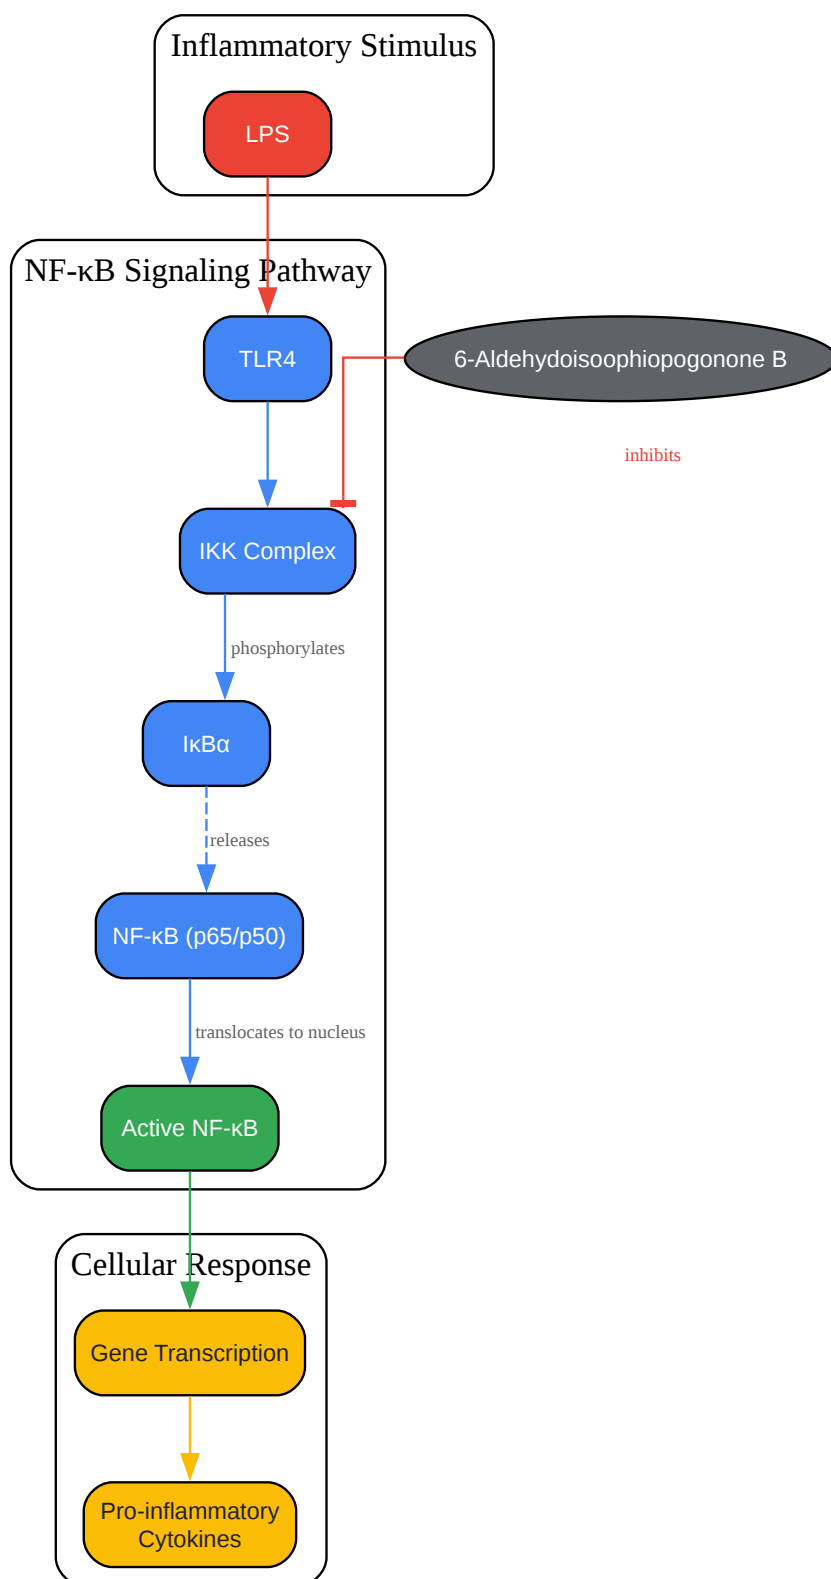 Inflammatory Stimulus
LPS
NF-κB Signaling Pathway
TLR4
6-Aldehydoisoophiopogonone B
inhibits
IKK Complex
phosphorylates
IκBα
releases
NF-κB (p65/p50)
translocates to nucleus
Active NF-κB
Cellular Response
Gene Transcription
Pro-inflammatory
Cytokines